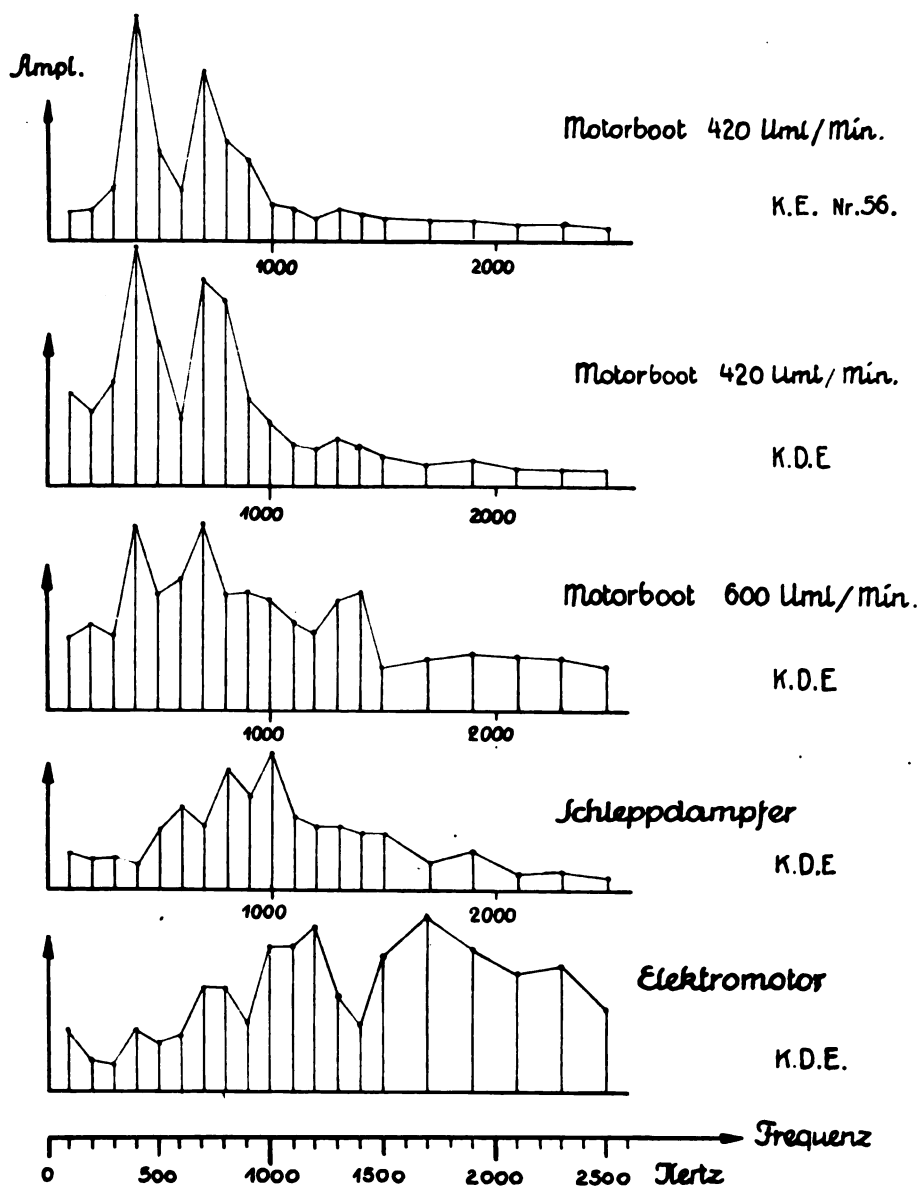 Ampl.
Motorboot 420 Uml/Min.
K.E. Nr.56.
1000 2000
Motorboot 420 Uml/Min.
K.D.E
1000 2000
Motorboot 600 Uml/Min.
K.D.E
1000 2000
Schleppdampfer
K.D.E
1000 2000
Elektromotor
K.D.E.
Frequenz
0 500 1000 1500 2000 2500 Hertz